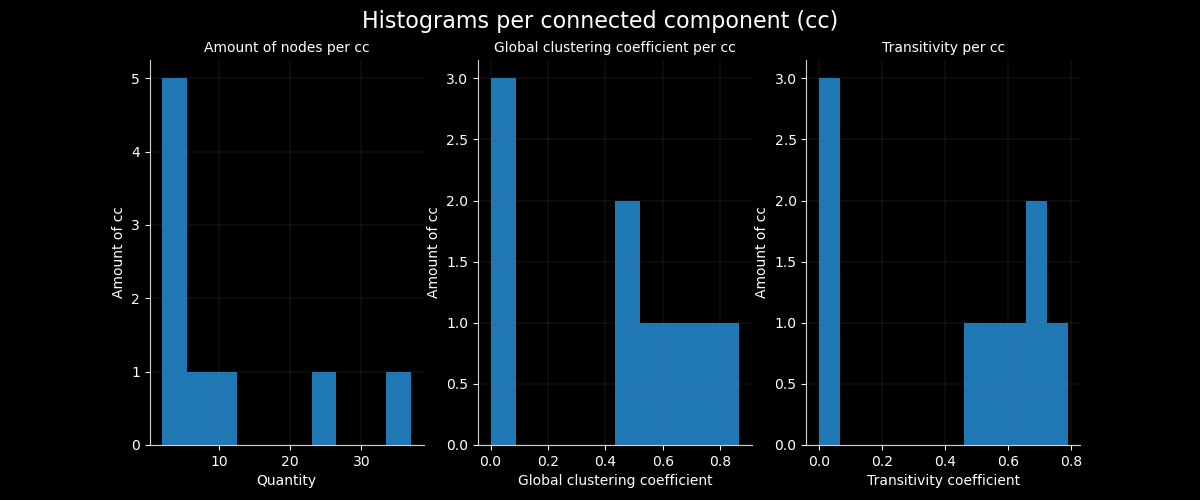 Histograms per connected component (cc)
Amount of nodes per cc
Global clustering coefficient per cc
Transitivity per cc
5
4
3
2
1
0
Amount of cc
10 20 30
Quantity
3.0
2.5
2.0
1.5
1.0
0.5
0.0
Amount of cc
0.0 0.2 0.4 0.6 0.8
Global clustering coefficient
3.0
2.5
2.0
1.5
1.0
0.5
0.0
Amount of cc
0.0 0.2 0.4 0.6 0.8
Transitivity coefficient